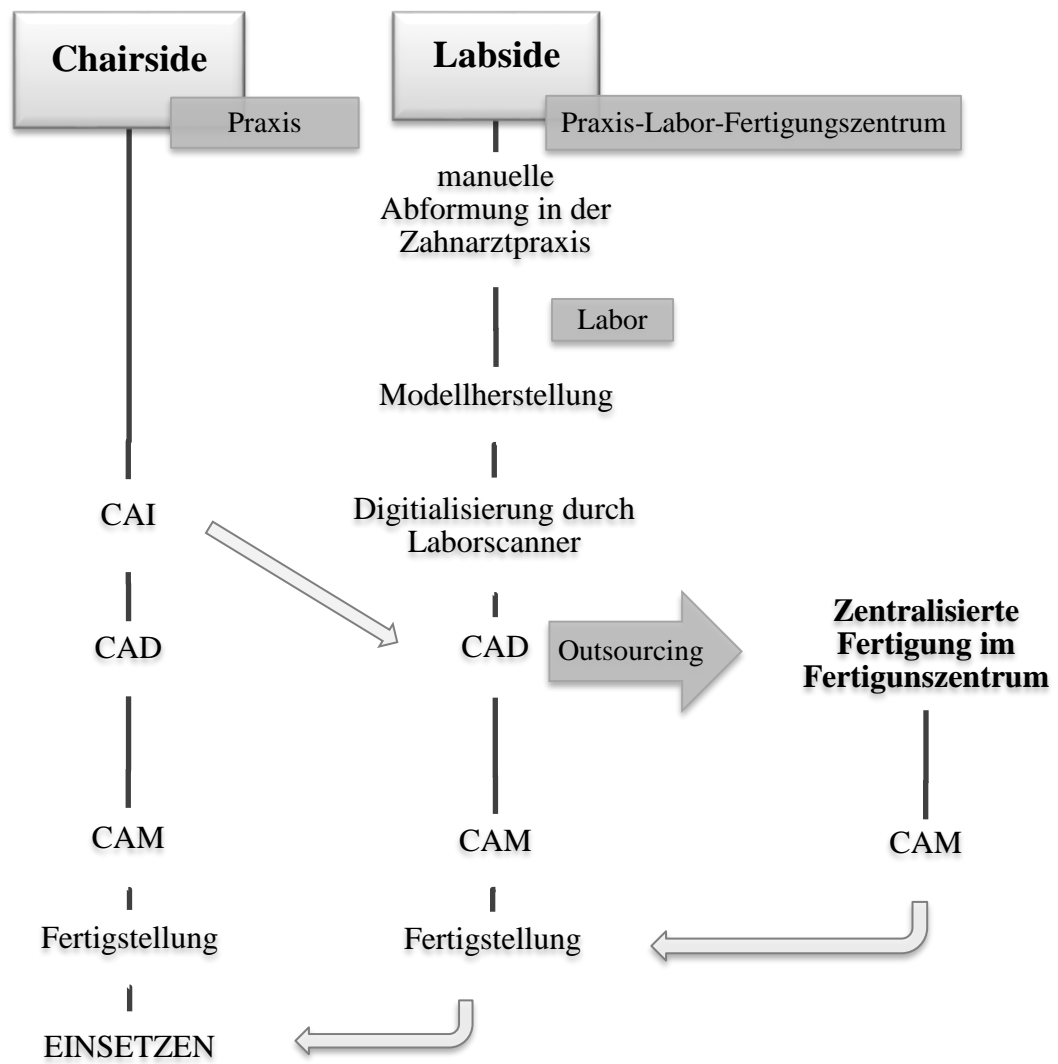 Chairside
Praxis
Labside
Praxis-Labor-Fertigungszentrum
manuelle
Abformung in der
Zahnarztpraxis
Labor
Modellherstellung
CAI
Digitialisierung durch
Laborscanner
CAD
CAD
Outsourcing
Zentralisierte
Fertigung im
Fertigunszentrum
CAM
CAM
CAM
Fertigstellung
Fertigstellung
EINSETZEN